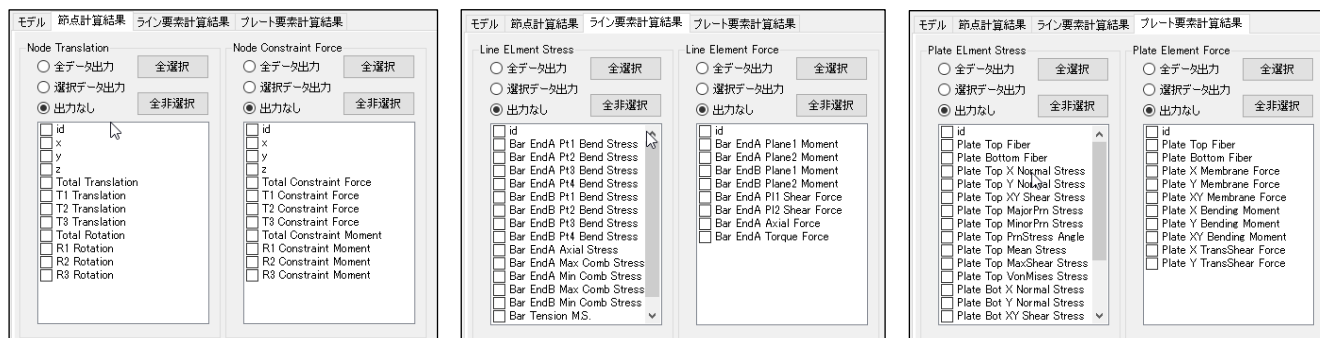 モデル 節点計算結果 ライン要素計算結果 プレート要素計算結果
Node Translation
全データ出力 全選択
選択データ出力
出力なし 全非選択
id
x
y
z
Total Translation
T1 Translation
T2 Translation
T3 Translation
Total Rotation
R1 Rotation
R2 Rotation
R3 Rotation
Node Constraint Force
全データ出力 全選択
選択データ出力
出力なし 全非選択
id
x
y
z
Total Constraint Force
T1 Constraint Force
T2 Constraint Force
T3 Constraint Force
Total Constraint Moment
R1 Constraint Moment
R2 Constraint Moment
R3 Constraint Moment
モデル 節点計算結果 ライン要素計算結果 プレート要素計算結果
Line ELment Stress
全データ出力 全選択
選択データ出力
出力なし 全非選択
id
Bar EndA Pt1 Bend Stress
Bar EndA Pt2 Bend Stress
Bar EndA Pt3 Bend Stress
Bar EndA Pt4 Bend Stress
Bar EndB Pt1 Bend Stress
Bar EndB Pt2 Bend Stress
Bar EndB Pt3 Bend Stress
Bar EndB Pt4 Bend Stress
Bar EndA Axial Stress
Bar EndA Max Comb Stress
Bar EndA Min Comb Stress
Bar EndB Max Comb Stress
Bar EndB Min Comb Stress
Bar Tension M.S.
Line Element Force
全データ出力 全選択
選択データ出力
出力なし 全非選択
id
Bar EndA Plane1 Moment
Bar EndA Plane2 Moment
Bar EndB Plane1 Moment
Bar EndB Plane2 Moment
Bar EndA Pl1 Shear Force
Bar EndA Pl2 Shear Force
Bar EndA Axial Force
Bar EndA Torque Force
モデル 節点計算結果 ライン要素計算結果 プレート要素計算結果
Plate ELment Stress
全データ出力 全選択
選択データ出力
出力なし 全非選択
id
Plate Top Fiber
Plate Bottom Fiber
Plate Top X Normal Stress
Plate Top Y Normal Stress
Plate Top XY Shear Stress
Plate Top MajorPrn Stress
Plate Top MinorPrn Stress
Plate Top PrnStress Angle
Plate Top Mean Stress
Plate Top MaxShear Stress
Plate Top VonMises Stress
Plate Bot X Normal Stress
Plate Bot Y Normal Stress
Plate Bot XY Shear Stress
Plate Element Force
全データ出力 全選択
選択データ出力
出力なし 全非選択
id
Plate Top Fiber
Plate Bottom Fiber
Plate X Membrane Force
Plate Y Membrane Force
Plate XY Membrane Force
Plate X Bending Moment
Plate Y Bending Moment
Plate XY Bending Moment
Plate X TransShear Force
Plate Y TransShear Force